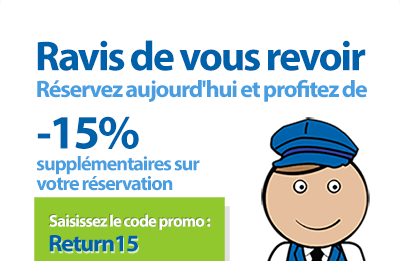 Ravis de vous revoir
Réservez aujourd'hui et profitez de
-15%
supplémentaires sur
votre réservation
Saisissez le code promo :
Return15